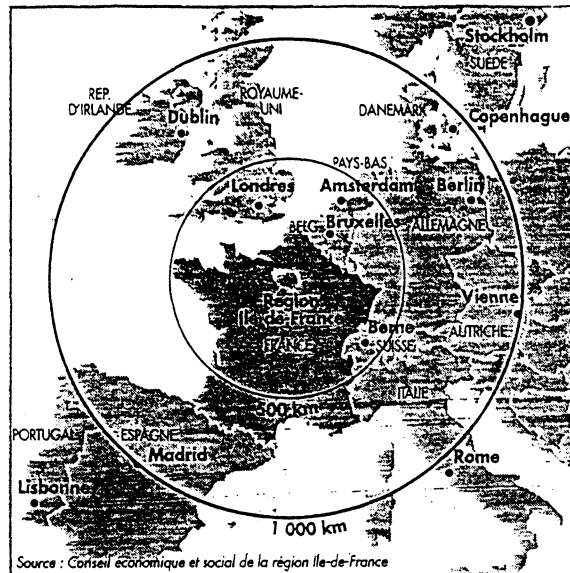 Stockholm
SUÈDE
REP.
D'IRLANDE
ROYAUME-
UNI
DANEMARK
Copenhague
Dublin
PAYS-BAS
Londres
Amsterdam
Berlin
BELG.
Bruxelles
ALLEMAGNE
Région
Ile-de-France
Vienne
FRANCE
Berne
SUISSE
AUTRICHE
ITALIE
500 km
PORTUGAL
ESPAGNE
Madrid
Rome
Lisbonne
1 000 km
Source : Conseil économique et social de la région Ile-de-France